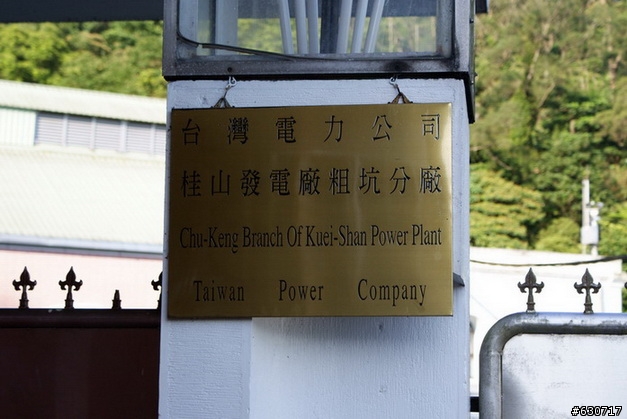 台灣電力公司
桂山發電廠粗坑分廠
Chu-Keng Branch Of Kuei-Shan Power Plant
Taiwan Power Company
#630717